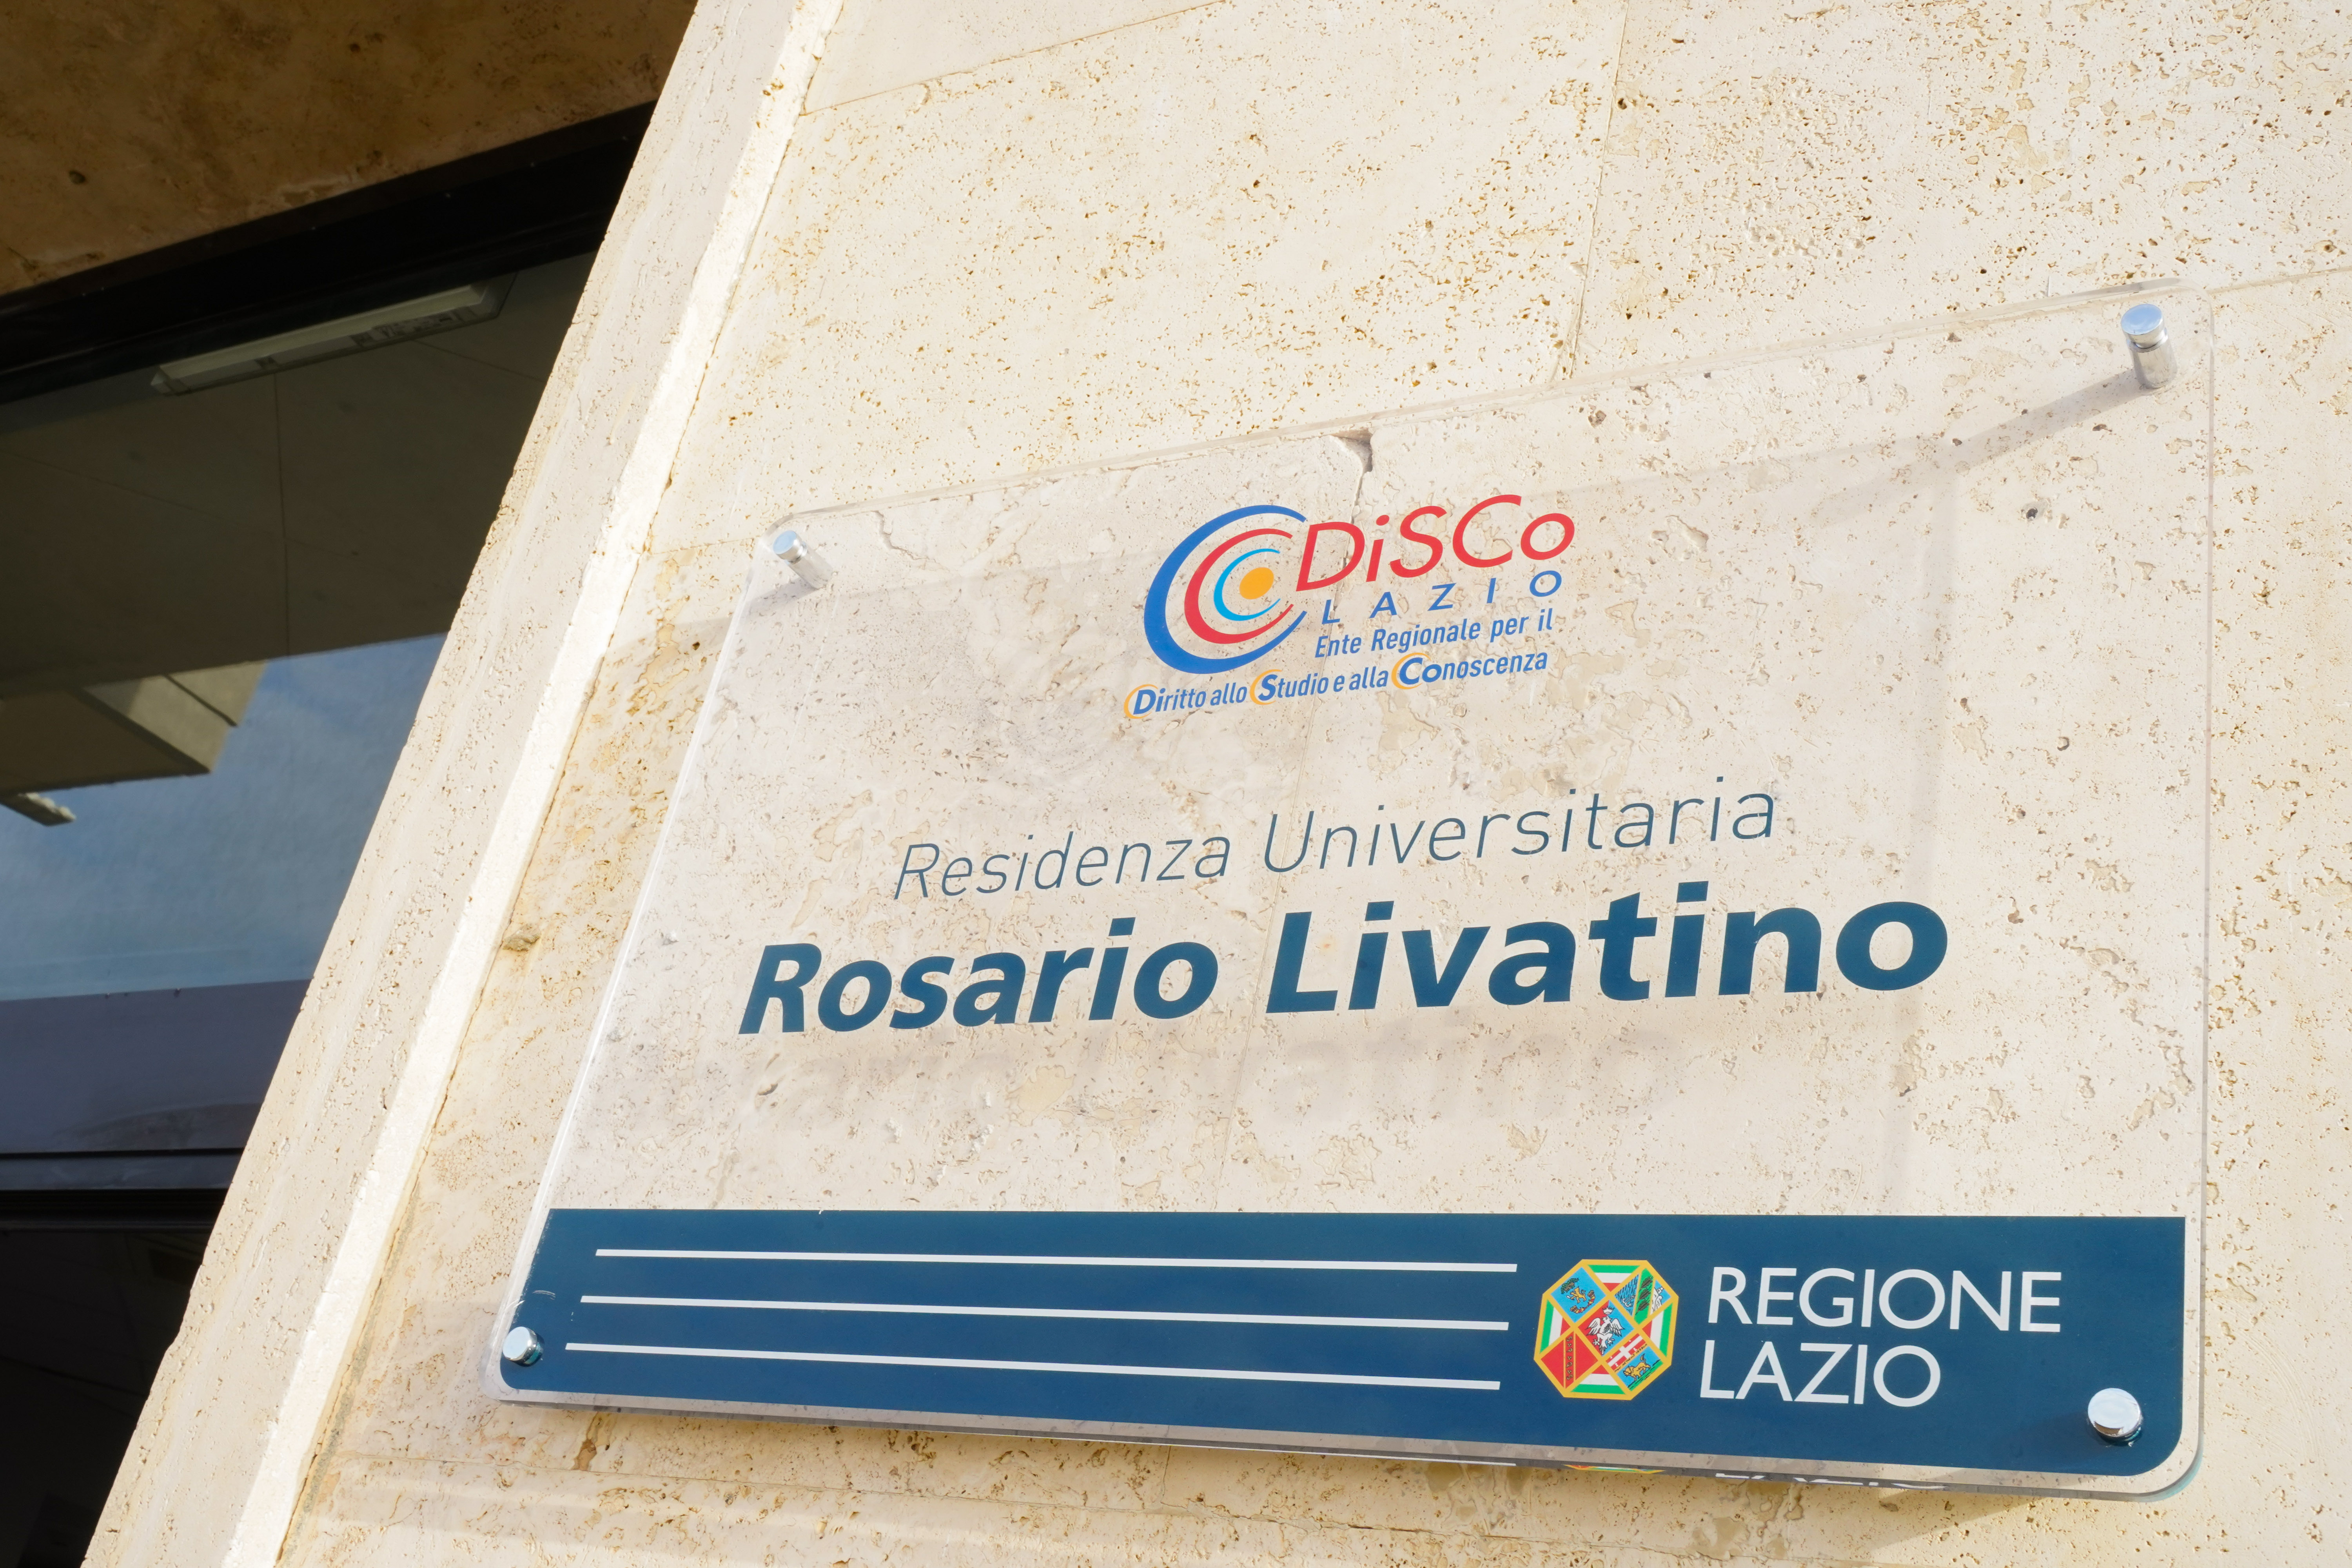 DiSCo
LAZIO
Ente Regionale per il
Diritto allo Studio e alla Conoscenza
Residenza Universitaria
Rosario Livatino
REGIONE
LAZIO